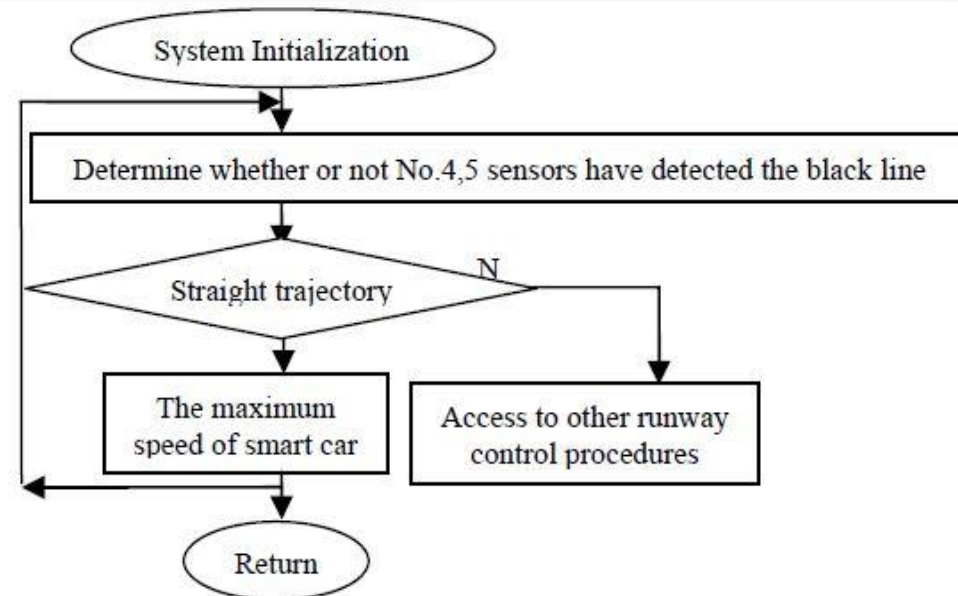 System Initialization
Determine whether or not No.4,5 sensors have detected the black line
N
Straight trajectory
The maximum
speed of smart car
Access to other runway
control procedures
Return